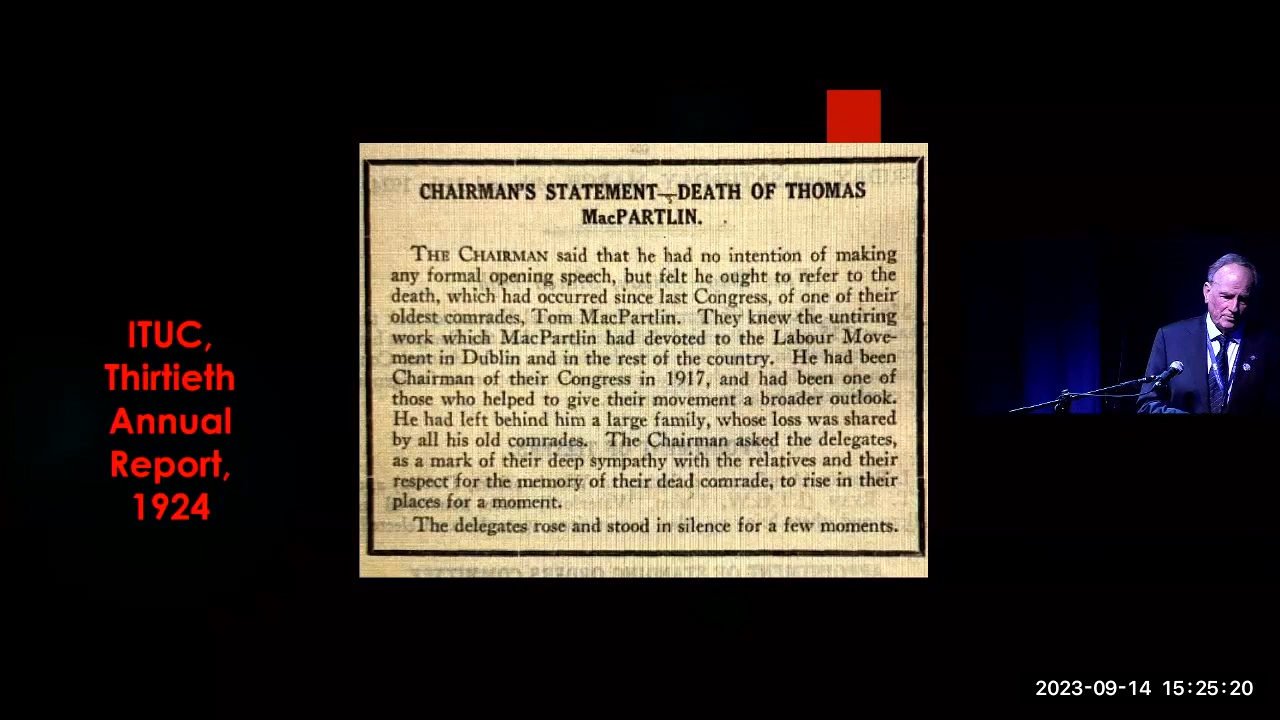 ITUC,
Thirtieth
Annual
Report,
1924
CHAIRMAN'S STATEMENT—DEATH OF THOMAS
MacPARTLIN.
THE CHAIRMAN said that he had no intention of making
any formal opening speech, but felt he ought to refer to the
death, which had occurred since last Congress, of one of their
oldest comrades, Tom MacPartlin. They knew the untiring
work which MacPartlin had devoted to the Labour Move-
ment in Dublin and in the rest of the country. He had been
Chairman of their Congress in 1917, and had been one of
those who helped to give their movement a broader outlook.
He had left behind him a large family, whose loss was shared
by all his old comrades. The Chairman asked the delegates,
as a mark of their deep sympathy with the relatives and their
respect for the memory of their dead comrade, to rise in their
places for a moment.
The delegates rose and stood in silence for a few moments.
2023-09-14 15:25:20